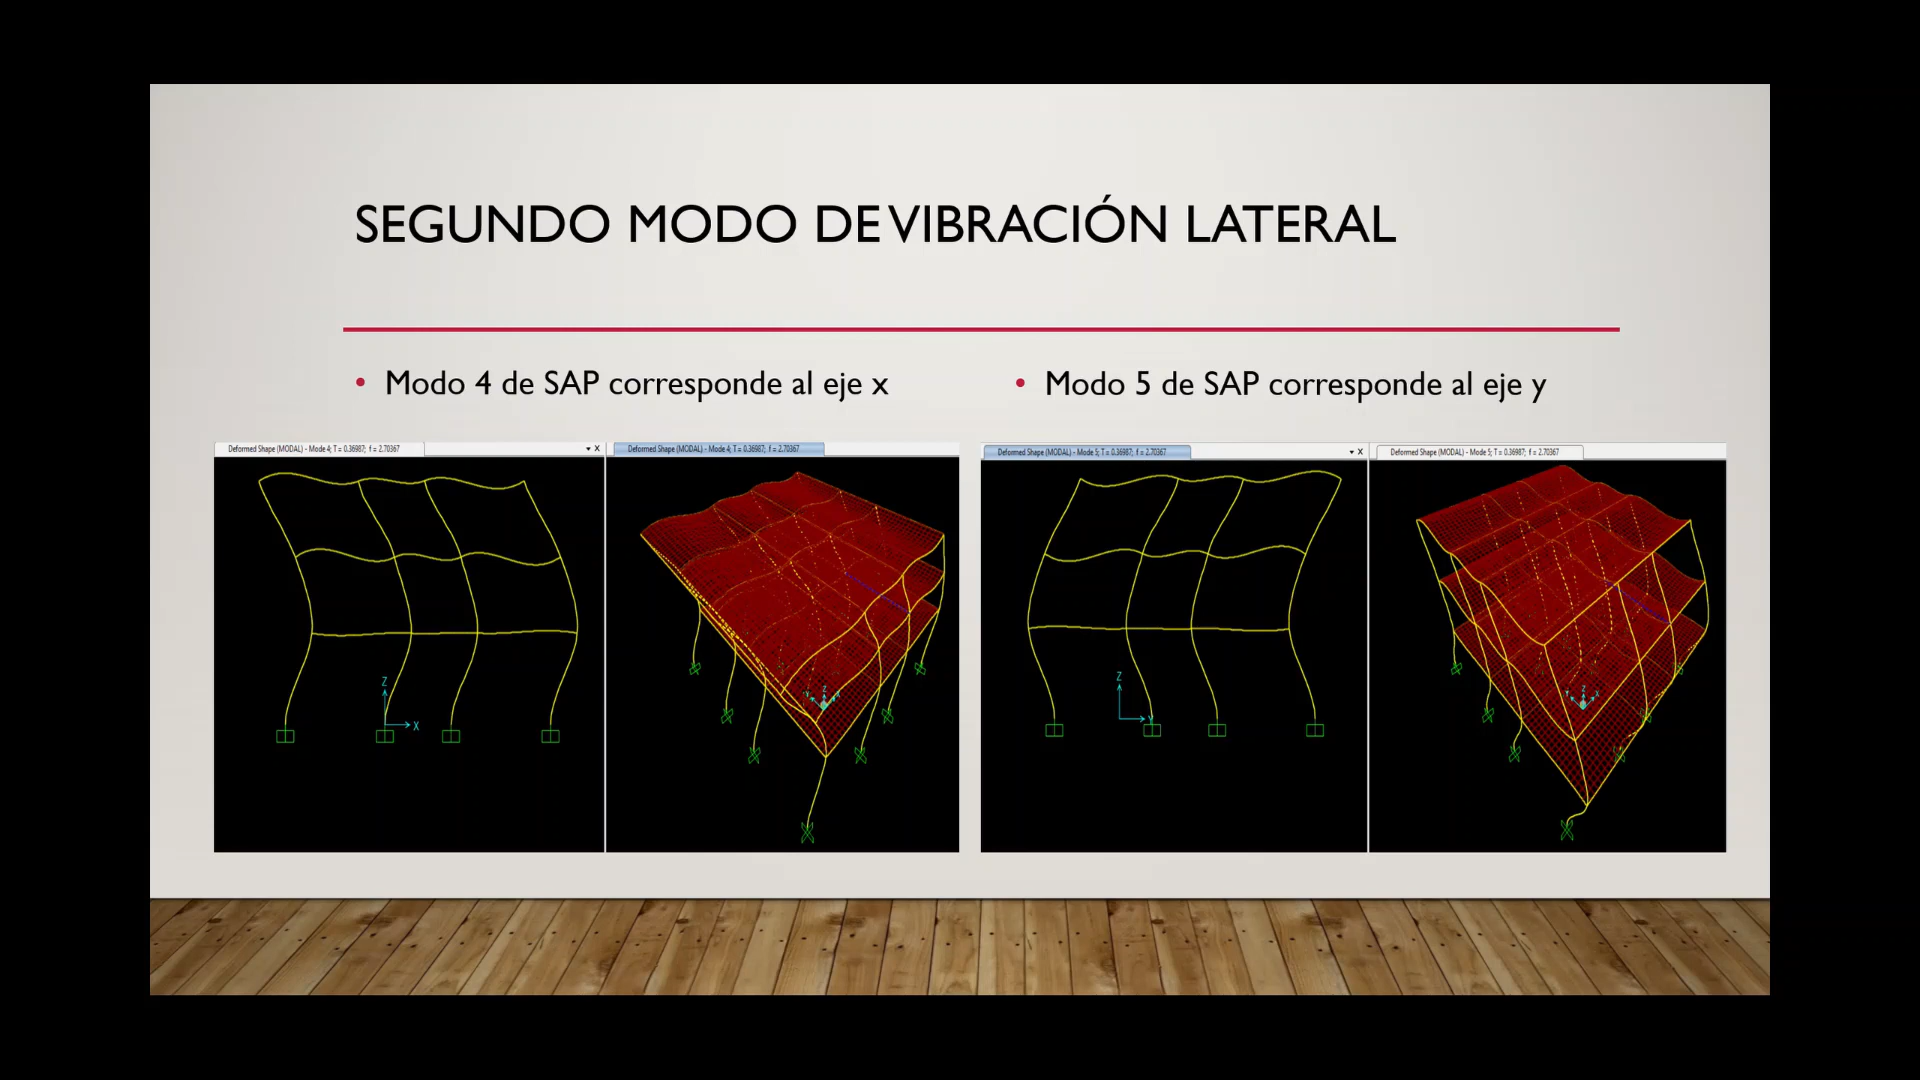 SEGUNDO MODO DE VIBRACIÓN LATERAL
• Modo 4 de SAP corresponde al eje x
• Modo 5 de SAP corresponde al eje y
Deformed Shape (MODAL) - Mode 4; T = 0.36987; f = 2.70367
X
Deformed Shape (MODAL) - Mode 4; T = 0.36987; f = 2.70367
Deformed Shape (MODAL) - Mode 5; T = 0.36987; f = 2.70367
X
Deformed Shape (MODAL) - Mode 5; T = 0.36987; f = 2.70367
Z
X
Y Z X
Z
Y
Y Z X